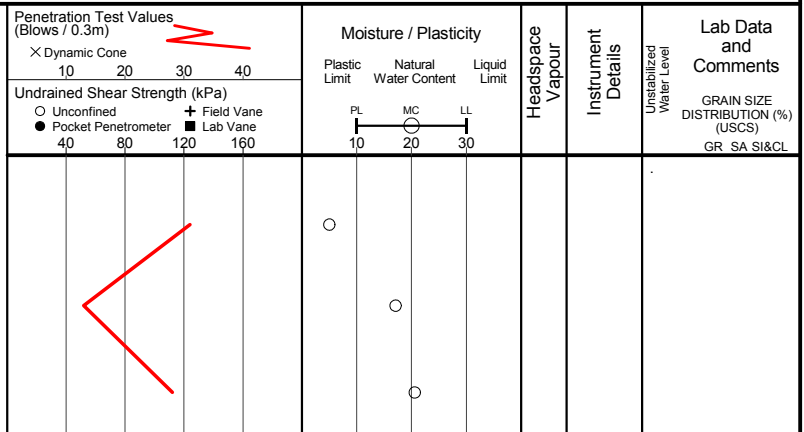 Penetration Test Values
(Blows / 0.3m)
× Dynamic Cone
10 20 30 40
Undrained Shear Strength (kPa)
○ Unconfined + Field Vane
● Pocket Penetrometer ■ Lab Vane
40 80 120 160
Moisture / Plasticity
Plastic Natural Liquid
Limit Water Content Limit
PL MC LL
10 20 30
Headspace
Vapour
Instrument
Details
Unstabilized
Water Level
Lab Data
and
Comments
GRAIN SIZE
DISTRIBUTION (%)
(USCS)
GR SA SI&CL